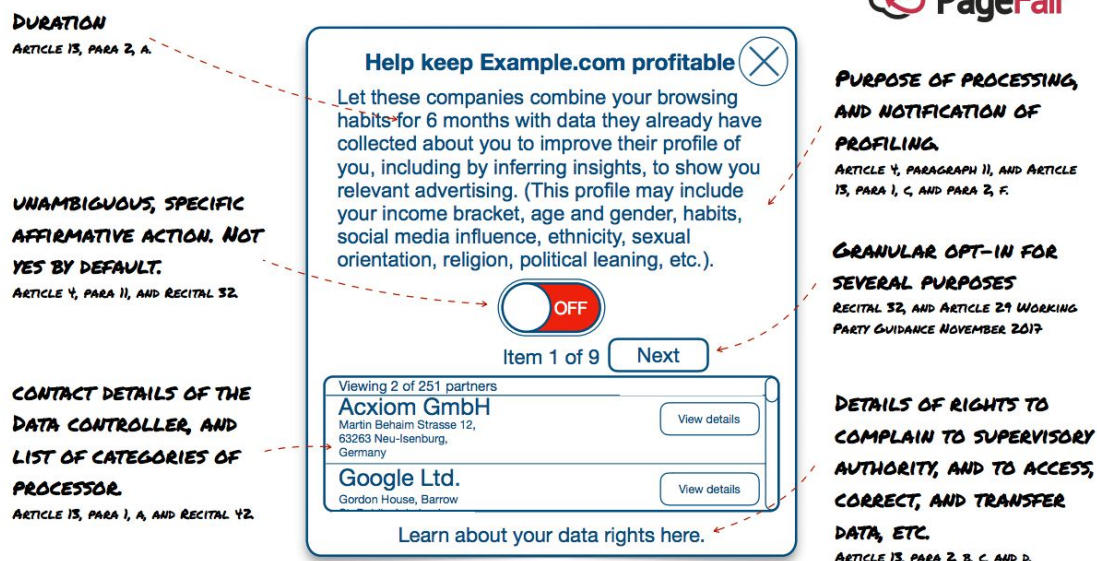 PageFair
DURATION
ARTICLE 13, PARA 2, A.
UNAMBIGUOUS, SPECIFIC
AFFIRMATIVE ACTION. NOT
YES BY DEFAULT.
ARTICLE 4, PARA 11, AND RECITAL 32.
CONTACT DETAILS OF THE
DATA CONTROLLER, AND
LIST OF CATEGORIES OF
PROCESSOR.
ARTICLE 13, PARA 1, A, AND RECITAL 42.
Help keep Example.com profitable
Let these companies combine your browsing
habits for 6 months with data they already have
collected about you to improve their profile of
you, including by inferring insights, to show you
relevant advertising. (This profile may include
your income bracket, age and gender, habits,
social media influence, ethnicity, sexual
orientation, religion, political leaning, etc.).
OFF
Item 1 of 9 Next
Viewing 2 of 251 partners
Acxiom GmbH
Martin Behaim Strasse 12,
63263 Neu-Isenburg,
Germany
View details
Google Ltd.
Gordon House, Barrow
View details
Learn about your data rights here.
PURPOSE OF PROCESSING,
AND NOTIFICATION OF
PROFILING.
ARTICLE 4, PARAGRAPH 11, AND ARTICLE
13, PARA 1, C, AND PARA 2, F.
GRANULAR OPT-IN FOR
SEVERAL PURPOSES
RECITAL 32, AND ARTICLE 29 WORKING
PARTY GUIDANCE NOVEMBER 2017
DETAILS OF RIGHTS TO
COMPLAIN TO SUPERVISORY
AUTHORITY, AND TO ACCESS,
CORRECT, AND TRANSFER
DATA, ETC.
ARTICLE 13, PARA 2, B, C, AND D.